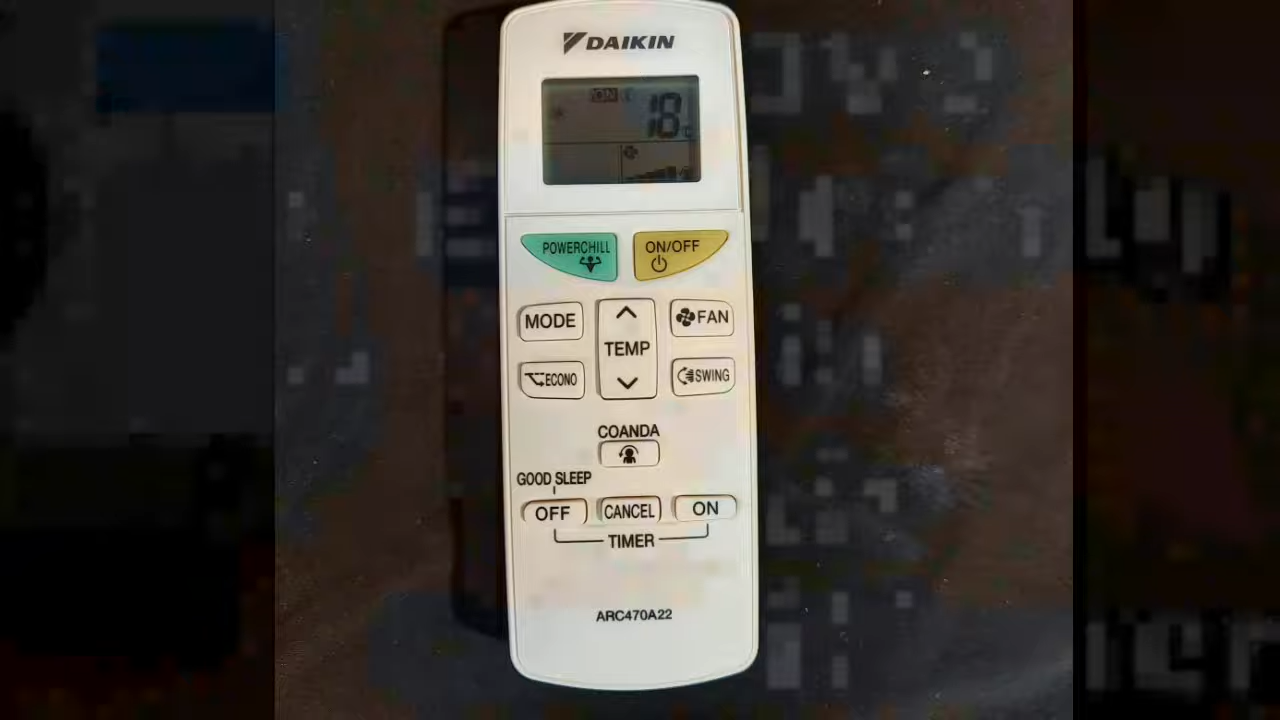 DAIKIN
ON
18°C
POWERCHILL
ON/OFF
MODE
TEMP
FAN
ECONO
SWING
COANDA
GOOD SLEEP
OFF
CANCEL
ON
TIMER
ARC470A22